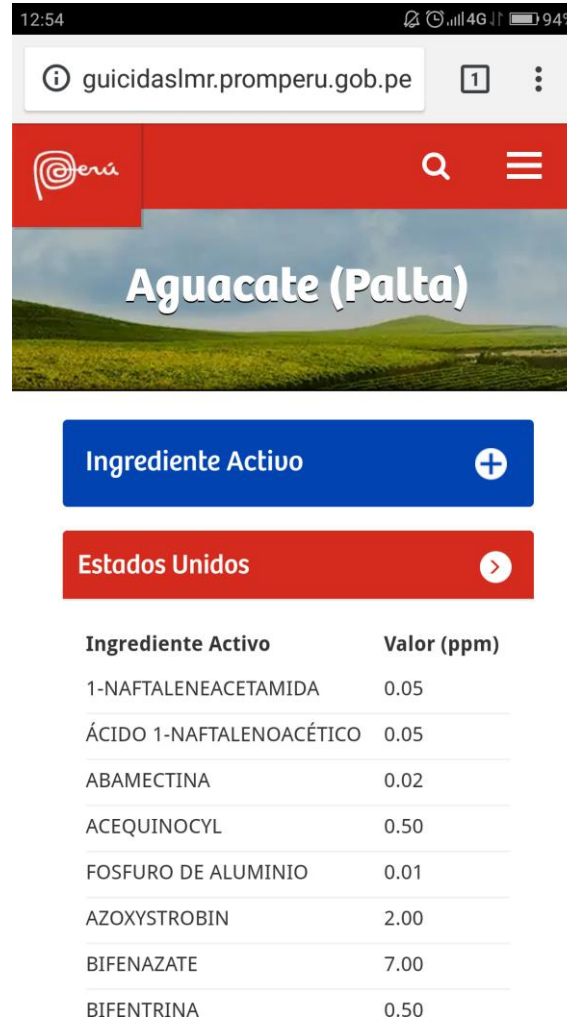 12:54 4G 94%
guicidaslmr.promperu.gob.pe 1
Perú
Aguacate (Palta)
Ingrediente Activo
Estados Unidos
Ingrediente Activo Valor (ppm)
1-NAFTALENEACETAMIDA 0.05
ÁCIDO 1-NAFTALENOACÉTICO 0.05
ABAMECTINA 0.02
ACEQUINOCYL 0.50
FOSFURO DE ALUMINIO 0.01
AZOXYSTROBIN 2.00
BIFENAZATE 7.00
BIFENTRINA 0.50